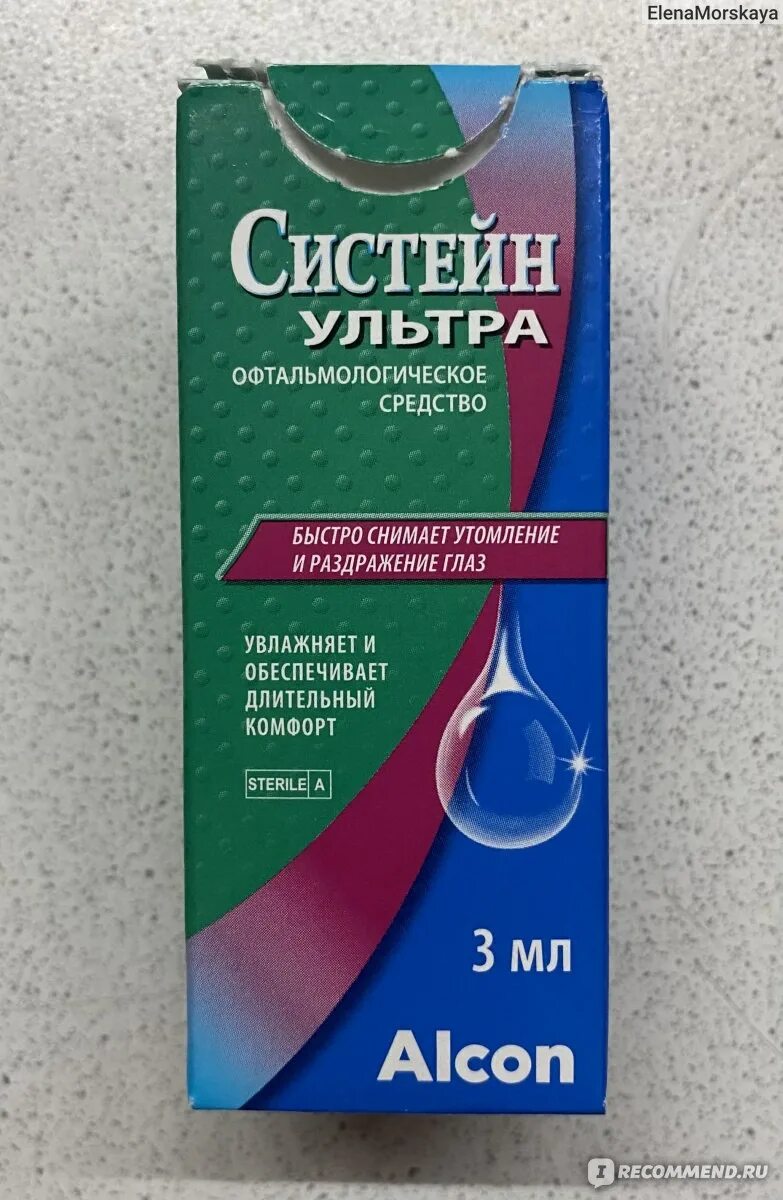 ElenaMorskaya
СИСТЕЙН
УЛЬТРА
ОФТАЛЬМОЛОГИЧЕСКОЕ
СРЕДСТВО
БЫСТРО СНИМАЕТ УТОМЛЕНИЕ
И РАЗДРАЖЕНИЕ ГЛАЗ
УВЛАЖНЯЕТ И
ОБЕСПЕЧИВАЕТ
ДЛИТЕЛЬНЫЙ
КОМФОРТ
STERILE A
3 мл
Alcon
I RECOMMEND.RU